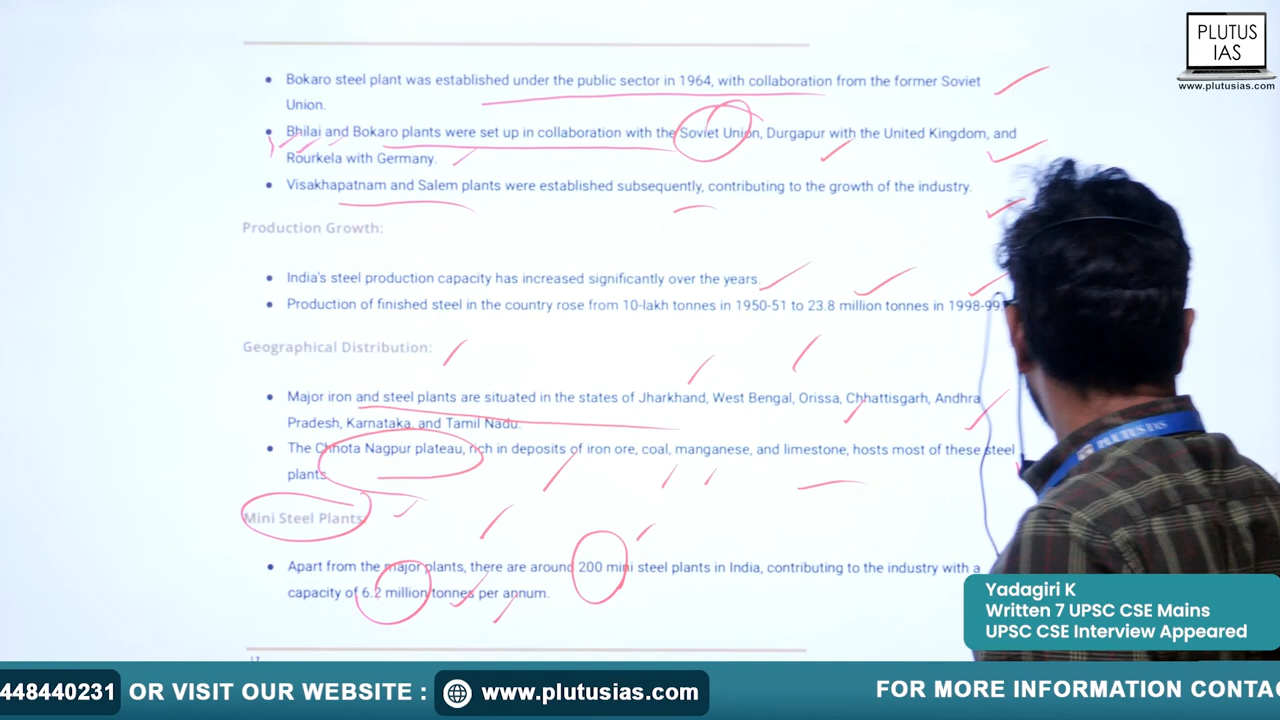 PLUTUS
IAS
www.plutusias.com
• Bokaro steel plant was established under the public sector in 1964, with collaboration from the former Soviet
Union.
• Bhilai and Bokaro plants were set up in collaboration with the Soviet Union, Durgapur with the United Kingdom, and
Rourkela with Germany.
• Visakhapatnam and Salem plants were established subsequently, contributing to the growth of the industry.
Production Growth:
• India's steel production capacity has increased significantly over the years.
• Production of finished steel in the country rose from 10-lakh tonnes in 1950-51 to 23.8 million tonnes in 1998-99.
Geographical Distribution:
• Major iron and steel plants are situated in the states of Jharkhand, West Bengal, Orissa, Chhattisgarh, Andhra
Pradesh, Karnataka, and Tamil Nadu.
• The Chhota Nagpur plateau, rich in deposits of iron ore, coal, manganese, and limestone, hosts most of these steel
plants
Mini Steel Plants
• Apart from the major plants, there are around 200 mini steel plants in India, contributing to the industry with a
capacity of 6.2 million tonnes per annum.
17
PLUTUS IAS
Yadagiri K
Written 7 UPSC CSE Mains
UPSC CSE Interview Appeared
448440231 OR VISIT OUR WEBSITE : www.plutusias.com FOR MORE INFORMATION CONTAC